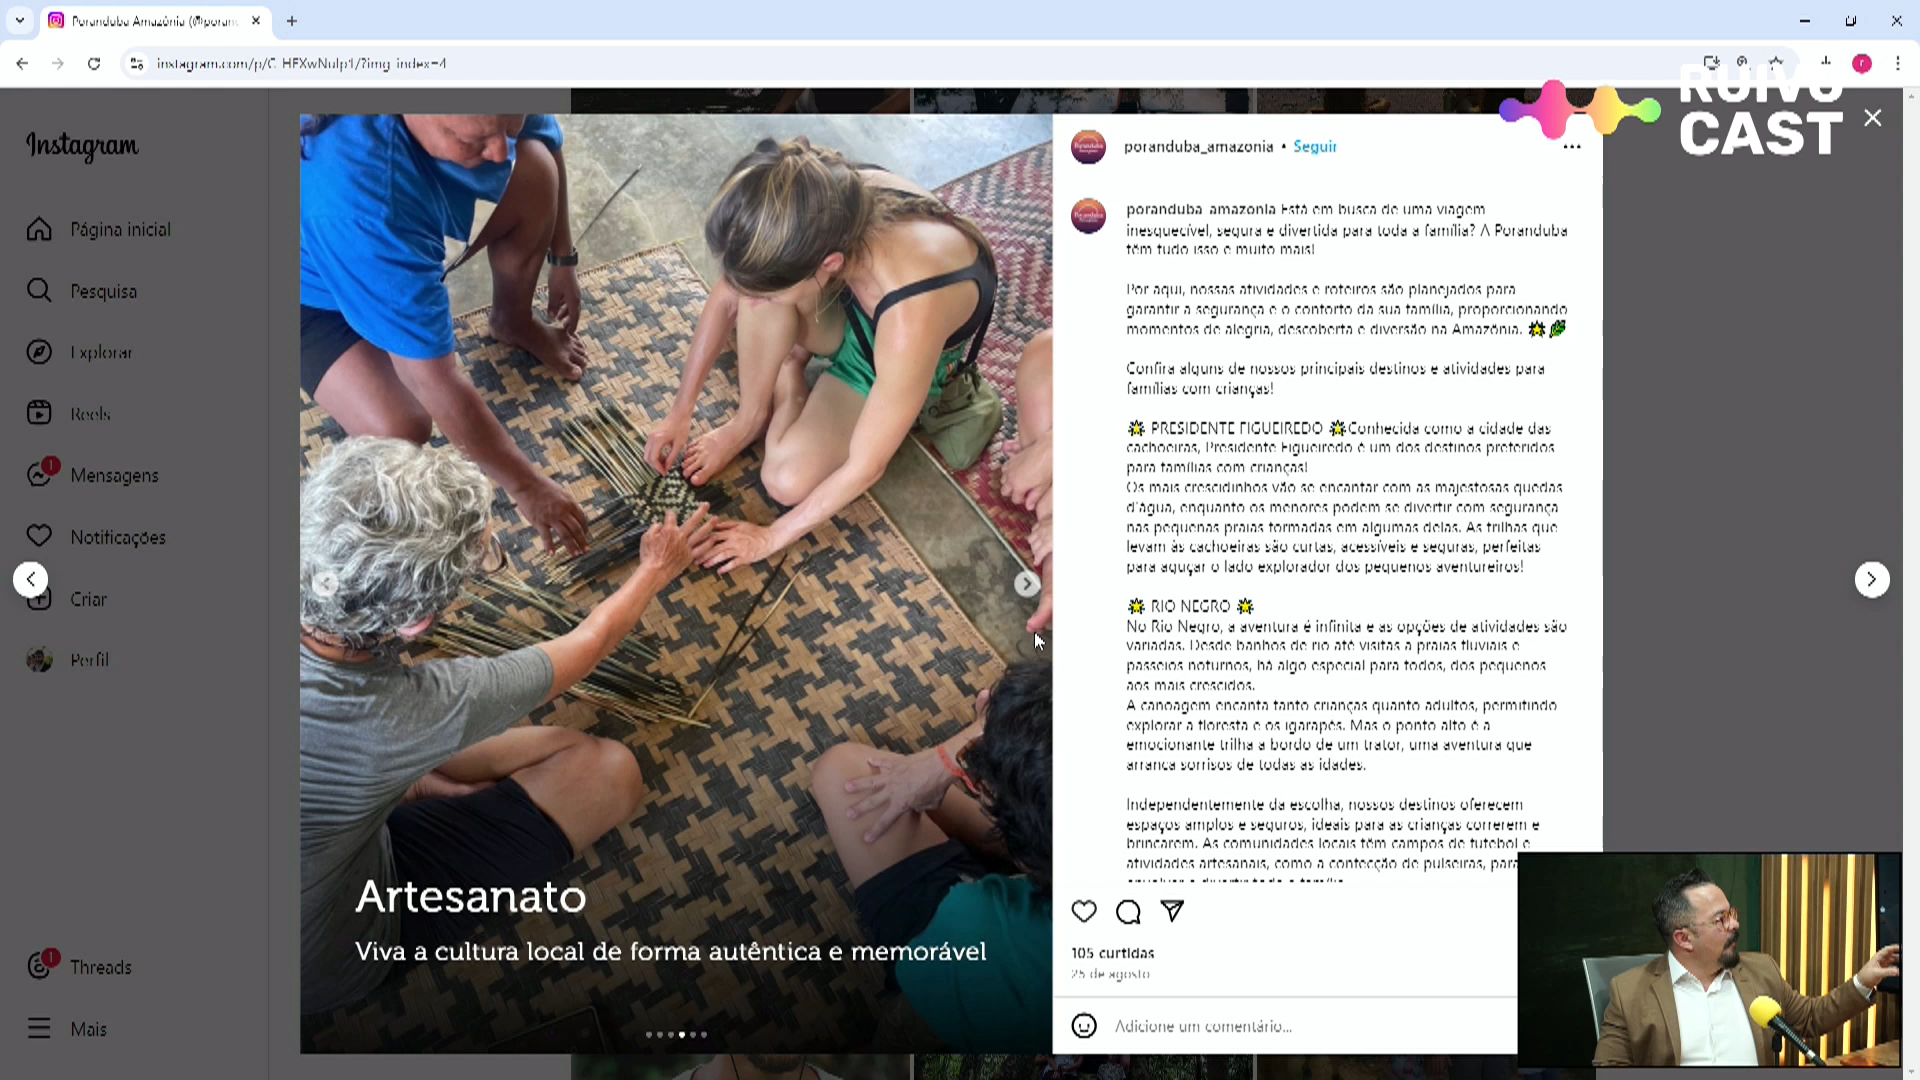 Poranduba Amazônia (@poran
instagram.com/p/C_HFXwNulp1/?img_index=4
RUIVO
CAST
Instagram
Página inicial
Pesquisa
Explorar
Reels
1
Mensagens
Notificações
Criar
Perfil
1
Threads
Mais
Artesanato
Viva a cultura local de forma autêntica e memorável
poranduba_amazonia • Seguir
poranduba_amazonia Está em busca de uma viagem
inesquecível, segura e divertida para toda a família? A Poranduba
têm tudo isso e muito mais!
Por aqui, nossas atividades e roteiros são planejados para
garantir a segurança e o conforto da sua família, proporcionando
momentos de alegria, descoberta e diversão na Amazônia. 🌟🌿
Confira alguns de nossos principais destinos e atividades para
famílias com crianças!
🌟 PRESIDENTE FIGUEIREDO 🌟Conhecida como a cidade das
cachoeiras, Presidente Figueiredo é um dos destinos preferidos
para famílias com crianças!
Os mais crescidinhos vão se encantar com as majestosas quedas
d'água, enquanto os menores podem se divertir com segurança
nas pequenas praias formadas em algumas delas. As trilhas que
levam às cachoeiras são curtas, acessíveis e seguras, perfeitas
para aguçar o lado explorador dos pequenos aventureiros!
🌟 RIO NEGRO 🌟
No Rio Negro, a aventura é infinita e as opções de atividades são
variadas. Desde banhos de rio até visitas a praias fluviais e
passeios noturnos, há algo especial para todos, dos pequenos
aos mais crescidos.
A canoagem encanta tanto crianças quanto adultos, permitindo
explorar a floresta e os igarapés. Mas o ponto alto é a
emocionante trilha a bordo de um trator, uma aventura que
arranca sorrisos de todas as idades.
Independentemente da escolha, nossos destinos oferecem
espaços amplos e seguros, ideais para as crianças correrem e
brincarem. As comunidades locais têm campos de futebol e
atividades artesanais, como a confecção de pulseiras, para
105 curtidas
25 de agosto
Adicione um comentário...